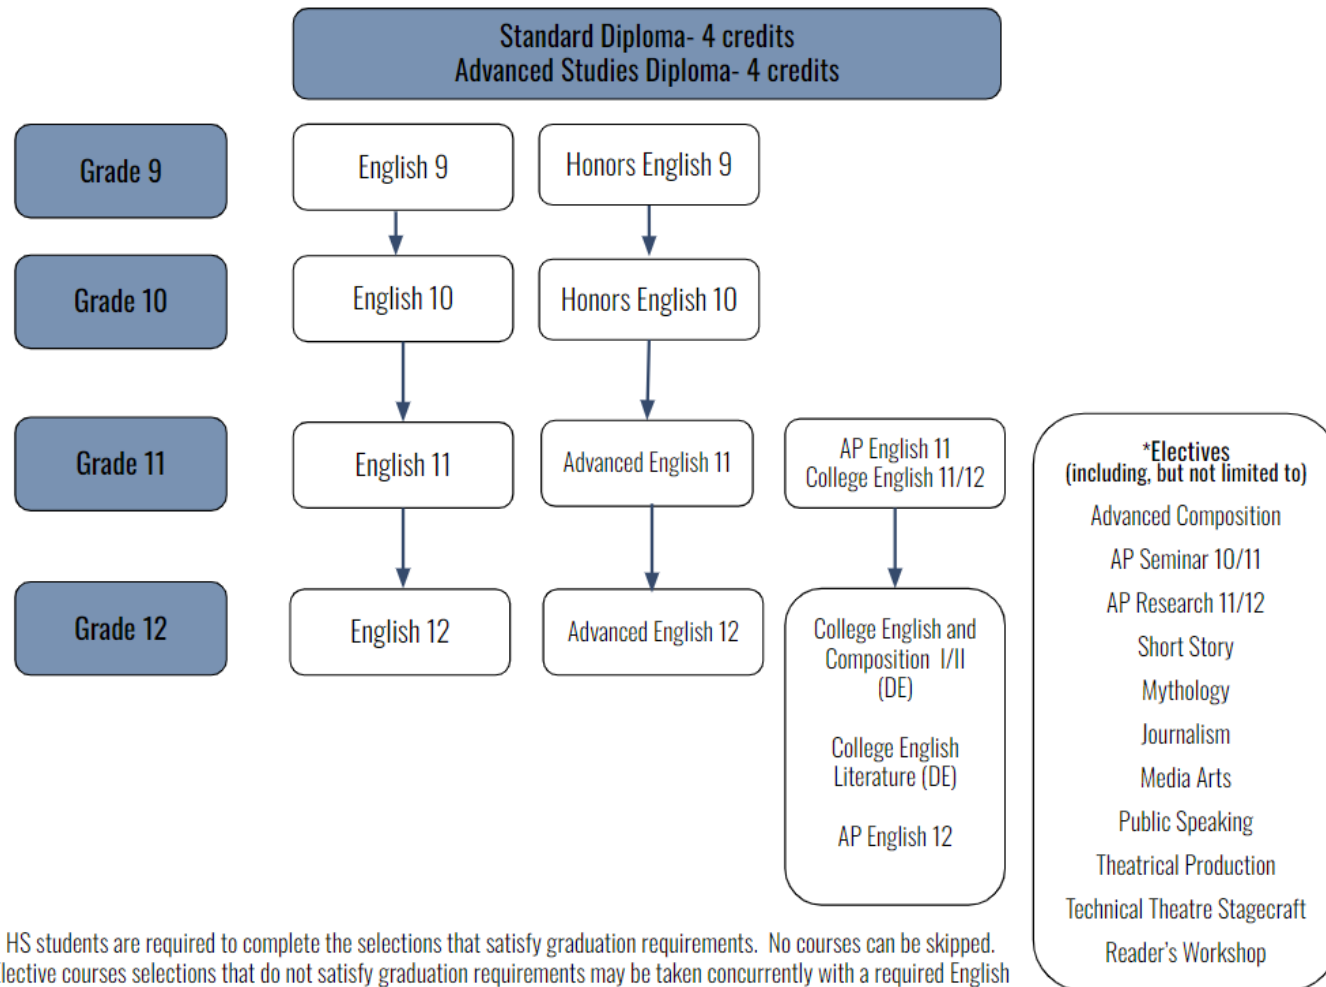 Standard Diploma- 4 credits
Advanced Studies Diploma- 4 credits
Grade 9
English 9
Honors English 9
Grade 10
English 10
Honors English 10
Grade 11
English 11
Advanced English 11
AP English 11
College English 11/12
Grade 12
English 12
Advanced English 12
College English and
Composition I/II
(DE)
College English
Literature (DE)
AP English 12
*Electives
(including, but not limited to)
Advanced Composition
AP Seminar 10/11
AP Research 11/12
Short Story
Mythology
Journalism
Media Arts
Public Speaking
Theatrical Production
Technical Theatre Stagecraft
Reader's Workshop
HS students are required to complete the selections that satisfy graduation requirements. No courses can be skipped.
Elective courses selections that do not satisfy graduation requirements may be taken concurrently with a required English